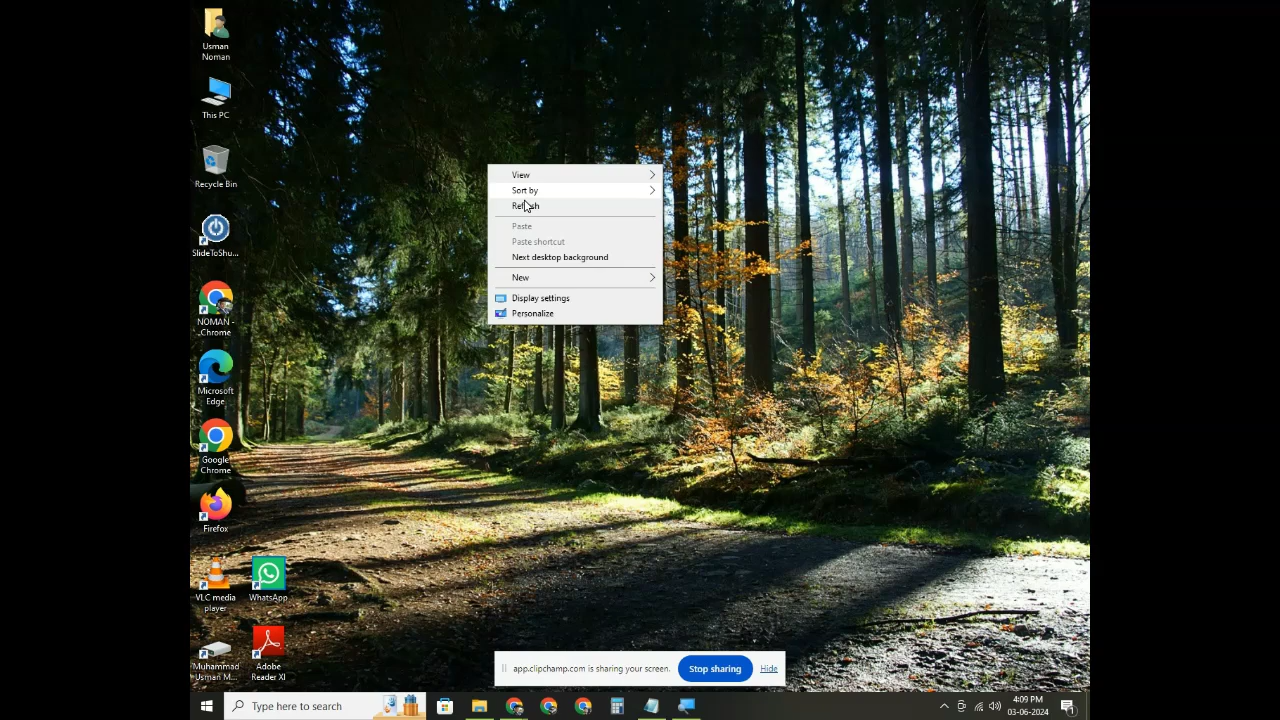 Usman
Noman
This PC
Recycle Bin
SlideToShu...
NOMAN -
Chrome
Microsoft
Edge
Google
Chrome
Firefox
VLC media
player
WhatsApp
Muhammad
Usman M...
Adobe
Reader XI
View
Sort by
Refresh
Paste
Paste shortcut
Next desktop background
New
Display settings
Personalize
app.clipchamp.com is sharing your screen.
Stop sharing
Hide
Type here to search
4:09 PM
03-06-2024
1